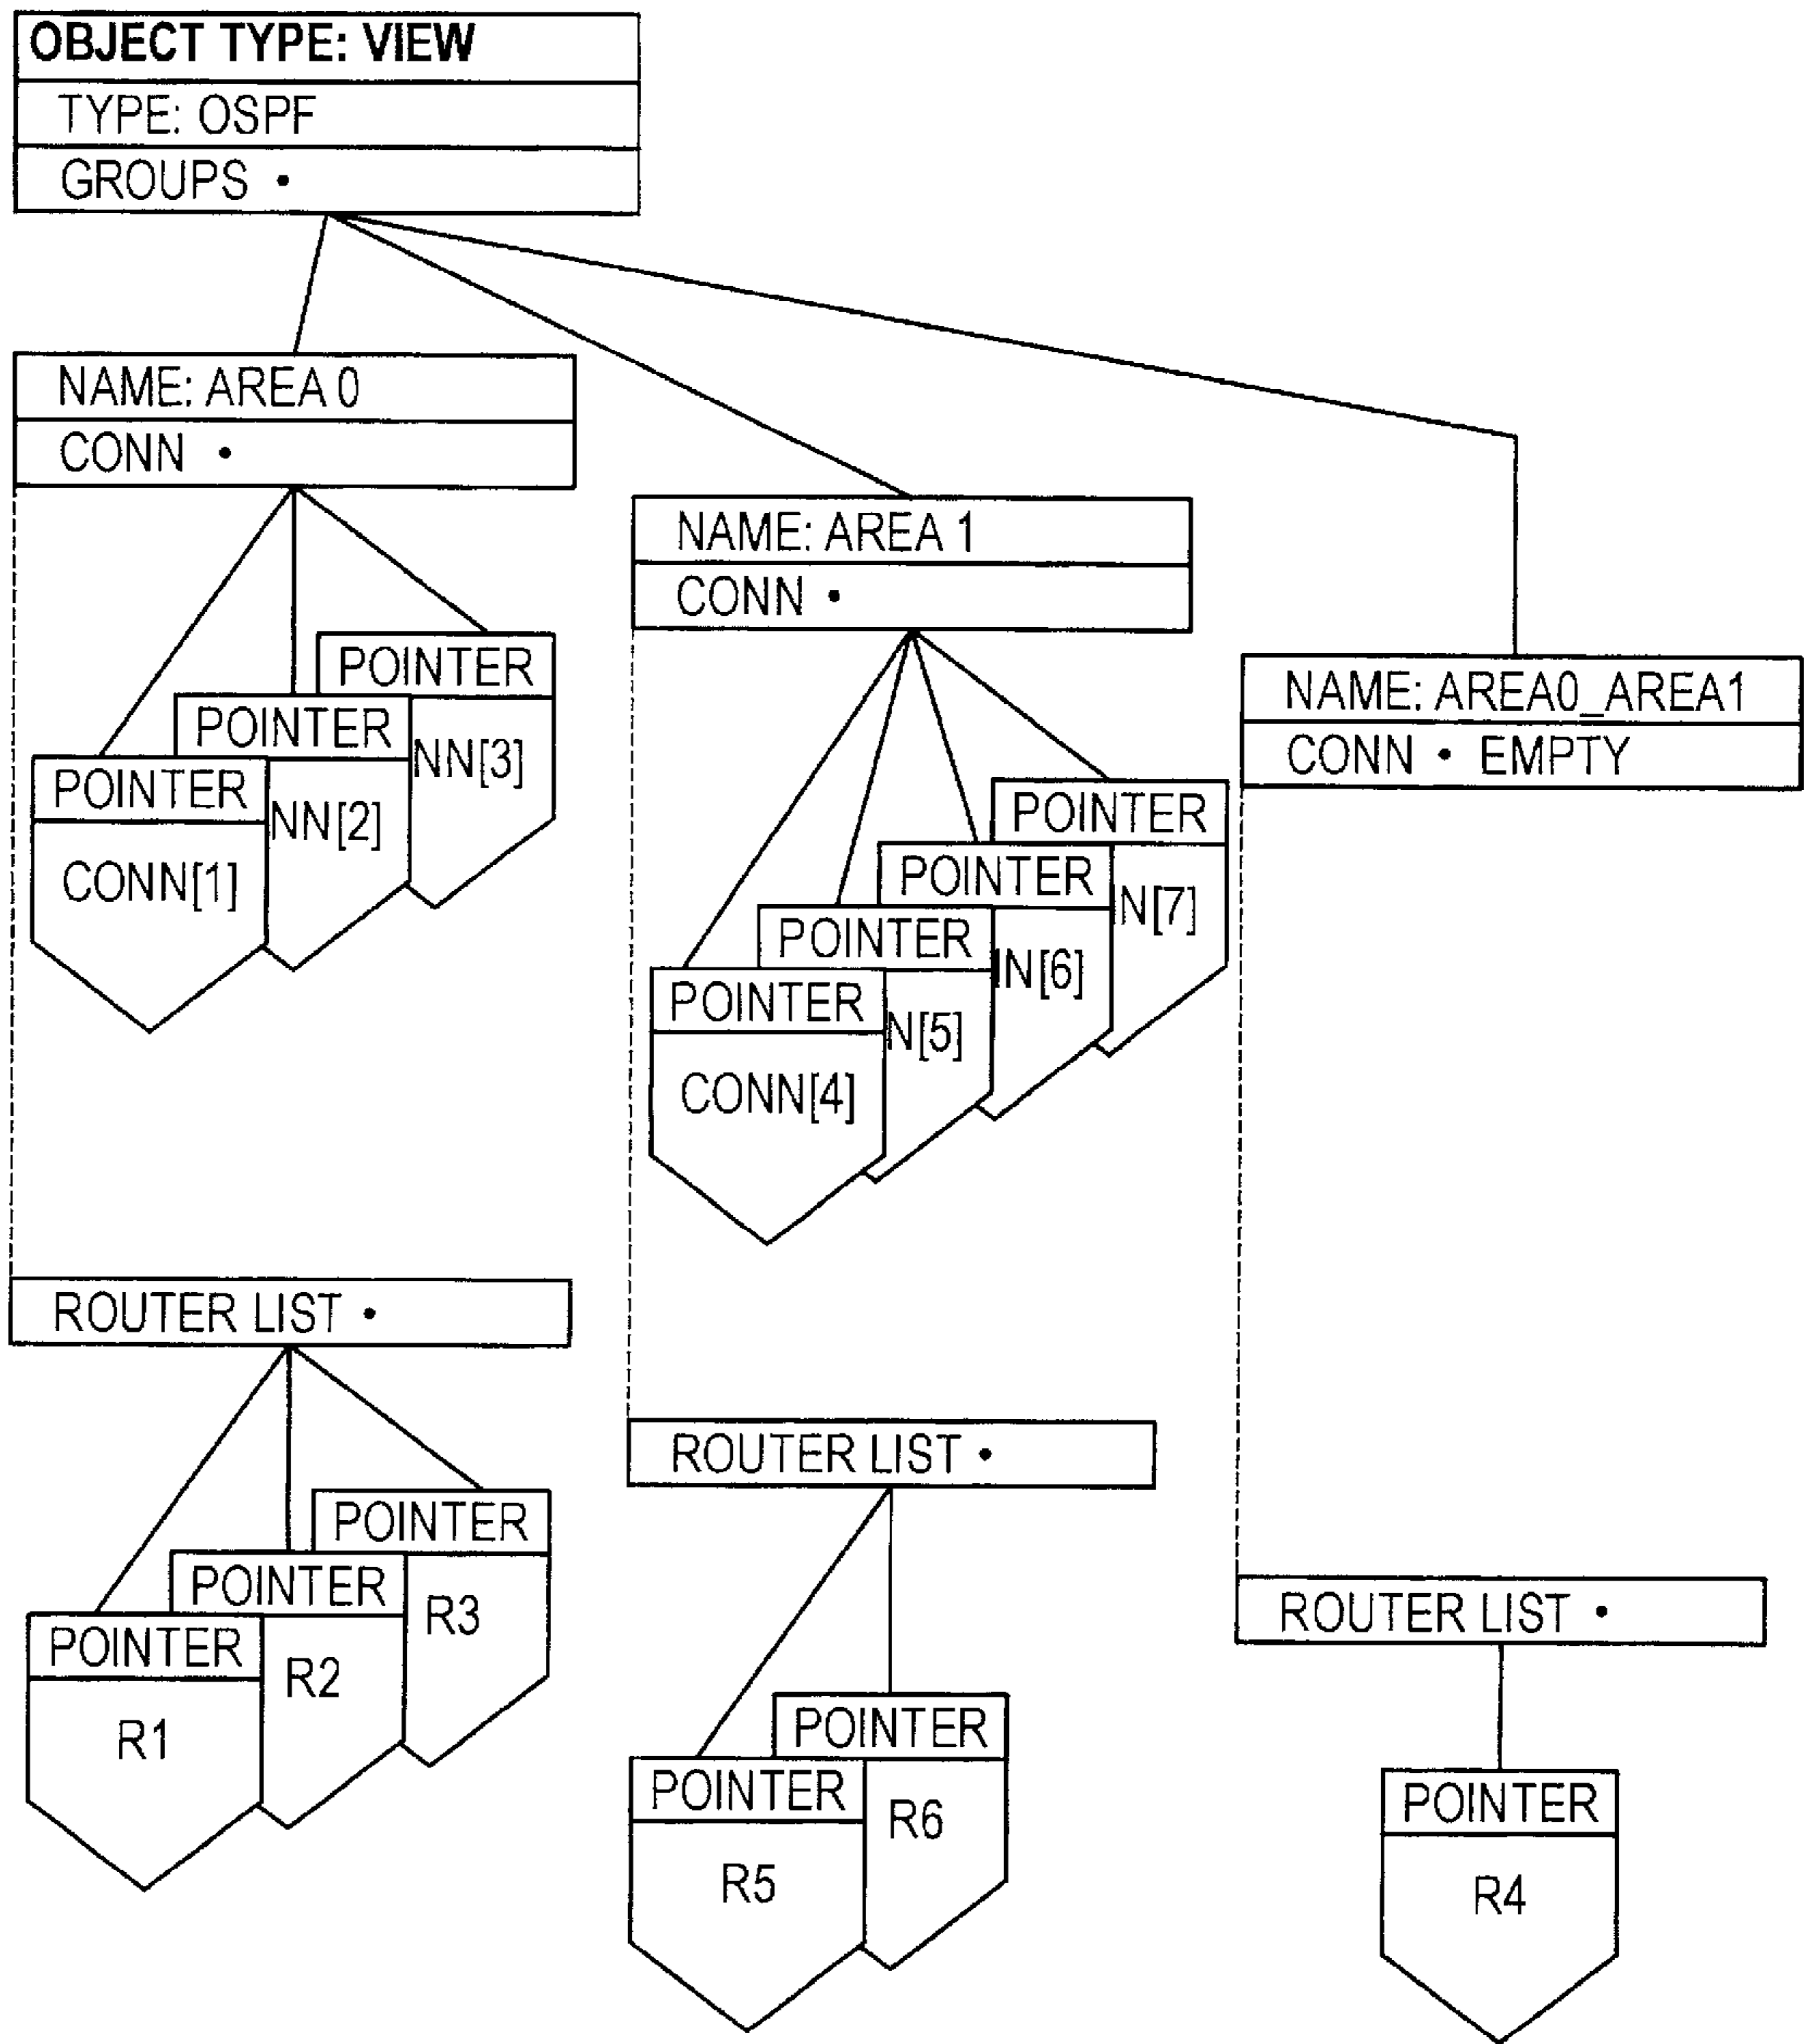 OBJECT TYPE: VIEW
TYPE: OSPF
GROUPS •
NAME: AREA 0
CONN •
POINTER
NN[3]
POINTER
NN[2]
POINTER
CONN[1]
NAME: AREA 1
CONN •
POINTER
N[7]
POINTER
IN[6]
POINTER
N[5]
POINTER
CONN[4]
NAME: AREA0_AREA1
CONN • EMPTY
ROUTER LIST •
POINTER
R3
POINTER
R2
POINTER
R1
ROUTER LIST •
POINTER
R6
POINTER
R5
ROUTER LIST •
POINTER
R4